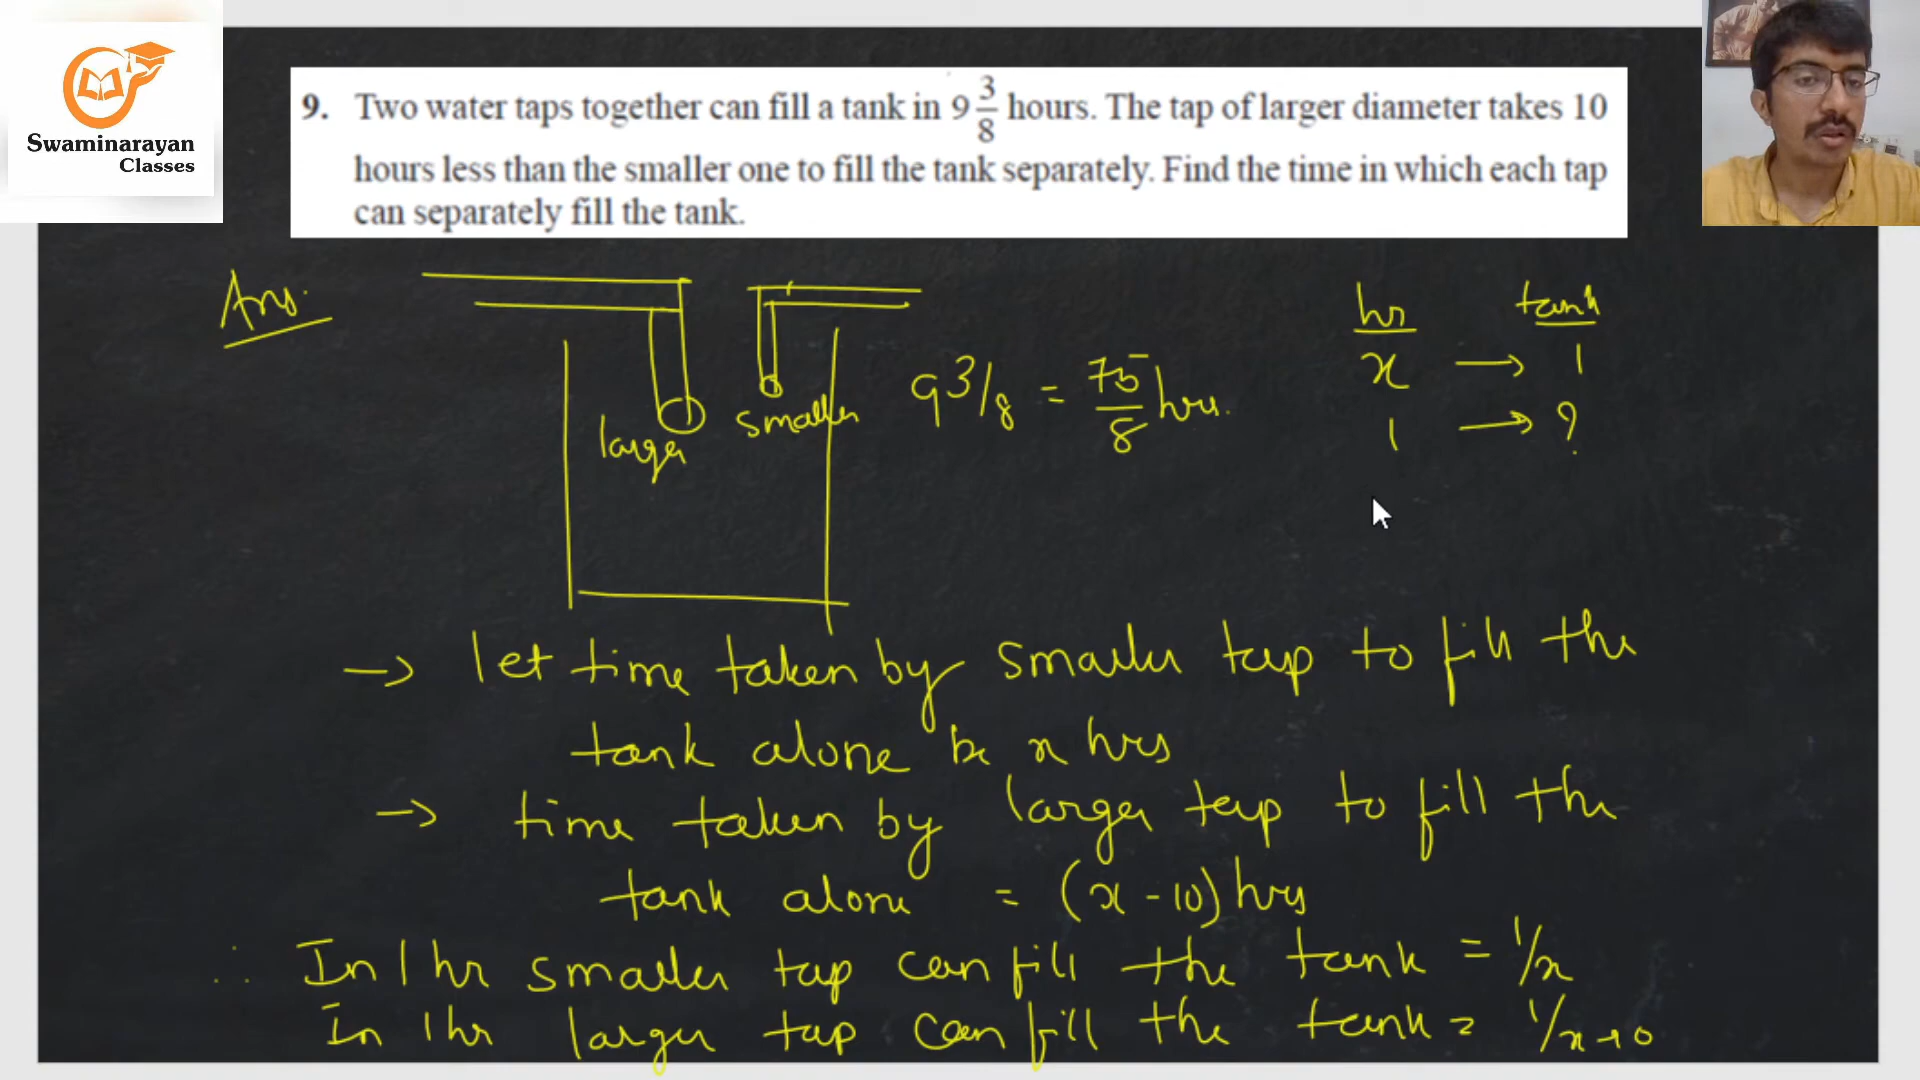 Swaminarayan
Classes
9. Two water taps together can fill a tank in 9 3/8 hours. The tap of larger diameter takes 10
hours less than the smaller one to fill the tank separately. Find the time in which each tap
can separately fill the tank.
Ans.
larger
smaller
9 3/8 = 75/8 hrs.
hr tank
x → 1
1 → ?
→ let time taken by smaller tap to fill the
tank alone be x hrs
→ time taken by larger tap to fill the
tank alone = (x - 10) hrs
∴ In 1 hr smaller tap can fill the tank = 1/x
In 1 hr larger tap can fill the tank = 1/x-10